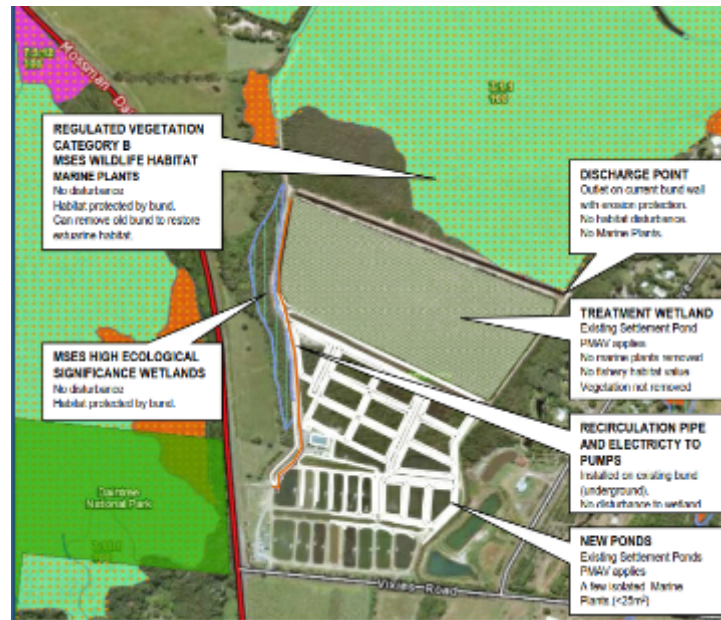 Mossman
REGULATED VEGETATION
CATEGORY B
MSES WILDLIFE HABITAT
MARINE PLANTS
No disturbance
Habitat protected by bund.
Can remove old bund to restore
estuarine habitat.
DISCHARGE POINT
Outlet on current bund wall
with erosion protection.
No habitat disturbance.
No Marine Plants.
TREATMENT WETLAND
Existing Settlement Pond
PMAV applies
No marine plants removed
No fishery habitat value
Vegetation not removed
MSES HIGH ECOLOGICAL
SIGNIFICANCE WETLANDS
No disturbance
Habitat protected by bund.
RECIRCULATION PIPE
AND ELECTRICTY TO
PUMPS
Installed on existing bund
(underground).
No disturbance to wetland
Daintree
National Park
NEW PONDS
Existing Settlement Ponds
PMAV applies
A few isolated Marine
Plants (<25m²)
Vixies Road